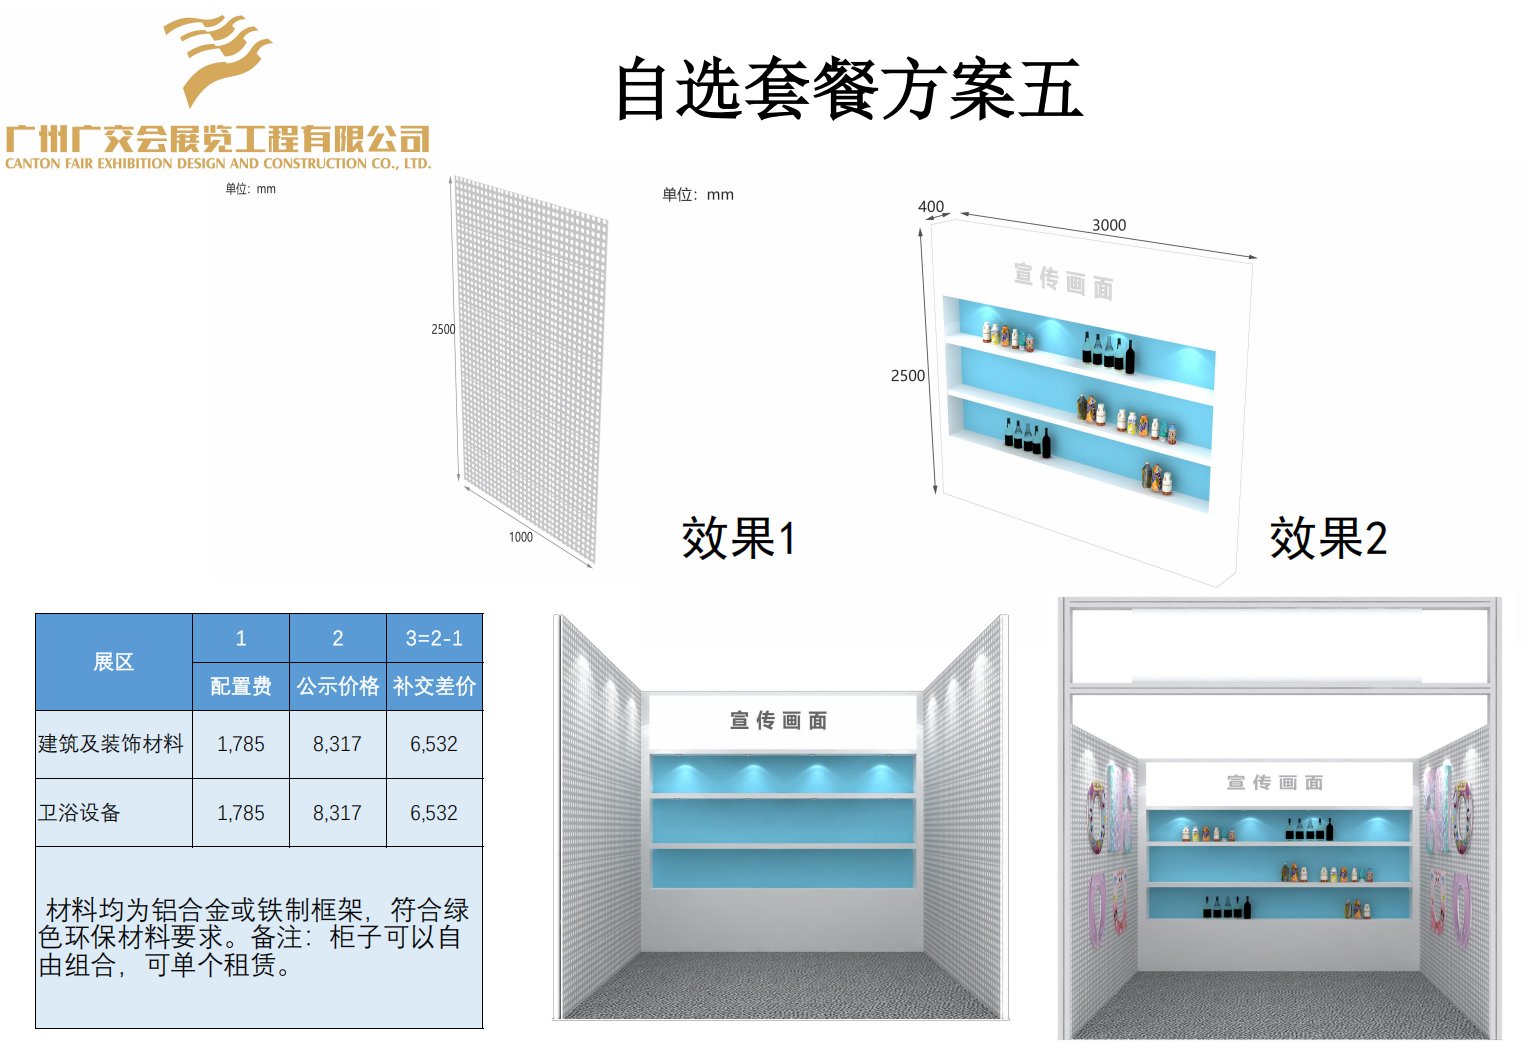 自选套餐方案五
广州广交会展览工程有限公司
CANTON FAIR EXHIBITION DESIGN AND CONSTRUCTION CO., LTD.
单位：mm
2500
1000
效果1
单位：mm
400
3000
2500
宣传画面
效果2
展区 1 2 3=2-1
配置费 公示价格 补交差价
建筑及装饰材料 1,785 8,317 6,532
卫浴设备 1,785 8,317 6,532
材料均为铝合金或铁制框架，符合绿
色环保材料要求。备注：柜子可以自
由组合，可单个租赁。
宣传画面
宣传画面